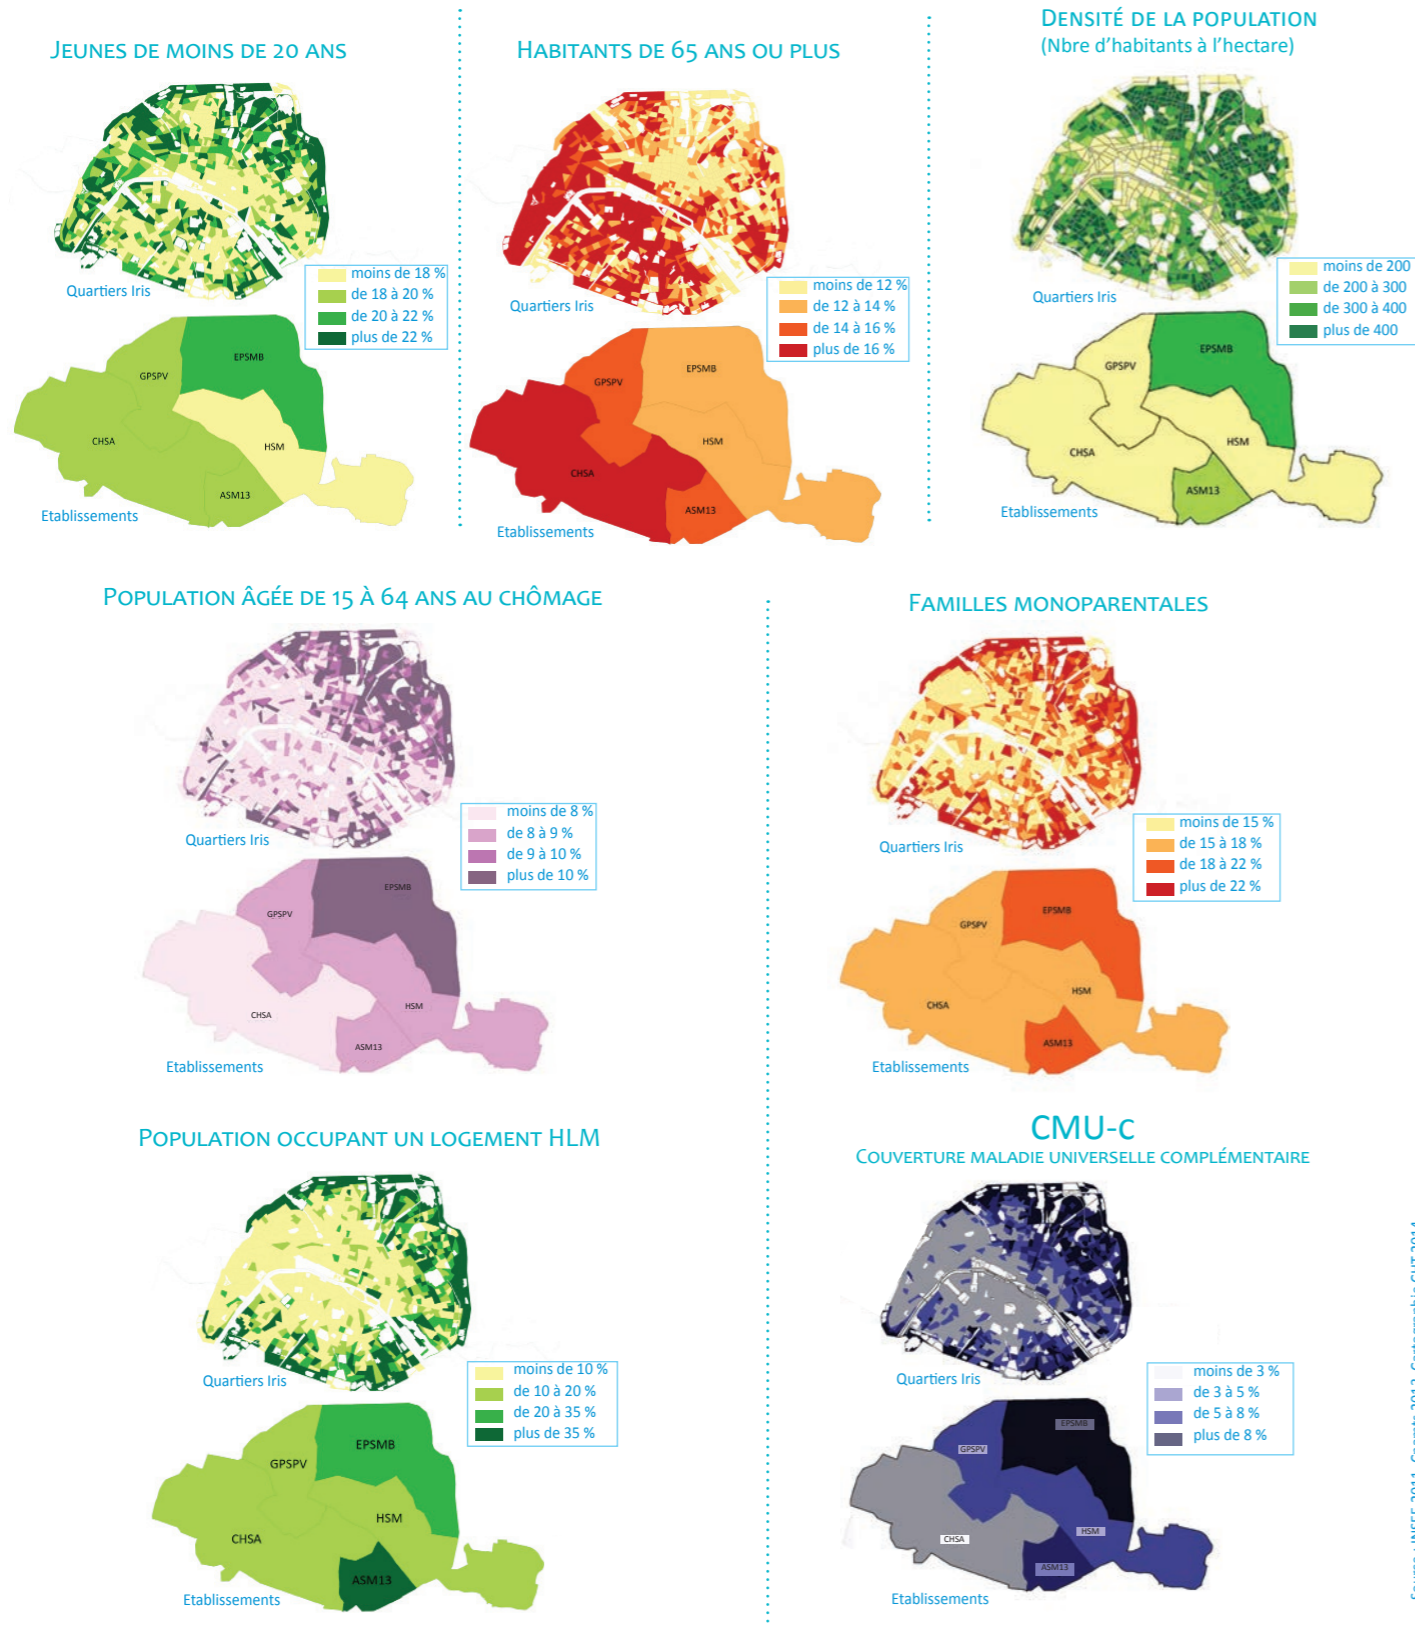 Jeunes de moins de 20 ans
Quartiers Iris
moins de 18 %
de 18 à 20 %
de 20 à 22 %
plus de 22 %
EPSMB
GPSPV
CHSA
HSM
ASM13
Etablissements
Habitants de 65 ans ou plus
Quartiers Iris
moins de 12 %
de 12 à 14 %
de 14 à 16 %
plus de 16 %
EPSMB
GPSPV
HSM
CHSA
ASM13
Etablissements
Densité de la population
(Nbre d'habitants à l'hectare)
Quartiers Iris
moins de 200
de 200 à 300
de 300 à 400
plus de 400
EPSMB
GPSPV
HSM
CHSA
ASM13
Etablissements
Population âgée de 15 à 64 ans au chômage
Quartiers Iris
moins de 8 %
de 8 à 9 %
de 9 à 10 %
plus de 10 %
EPSMB
GPSPV
HSM
CHSA
ASM13
Etablissements
Familles monoparentales
Quartiers Iris
moins de 15 %
de 15 à 18 %
de 18 à 22 %
plus de 22 %
EPSMB
GPSPV
HSM
CHSA
ASM13
Etablissements
Population occupant un logement HLM
Quartiers Iris
moins de 10 %
de 10 à 20 %
de 20 à 35 %
plus de 35 %
EPSMB
GPSPV
HSM
CHSA
ASM13
Etablissements
CMU-c
Couverture maladie universelle complémentaire
Quartiers Iris
moins de 3 %
de 3 à 5 %
de 5 à 8 %
plus de 8 %
EPSMB
GPSPV
HSM
CHSA
ASM13
Etablissements